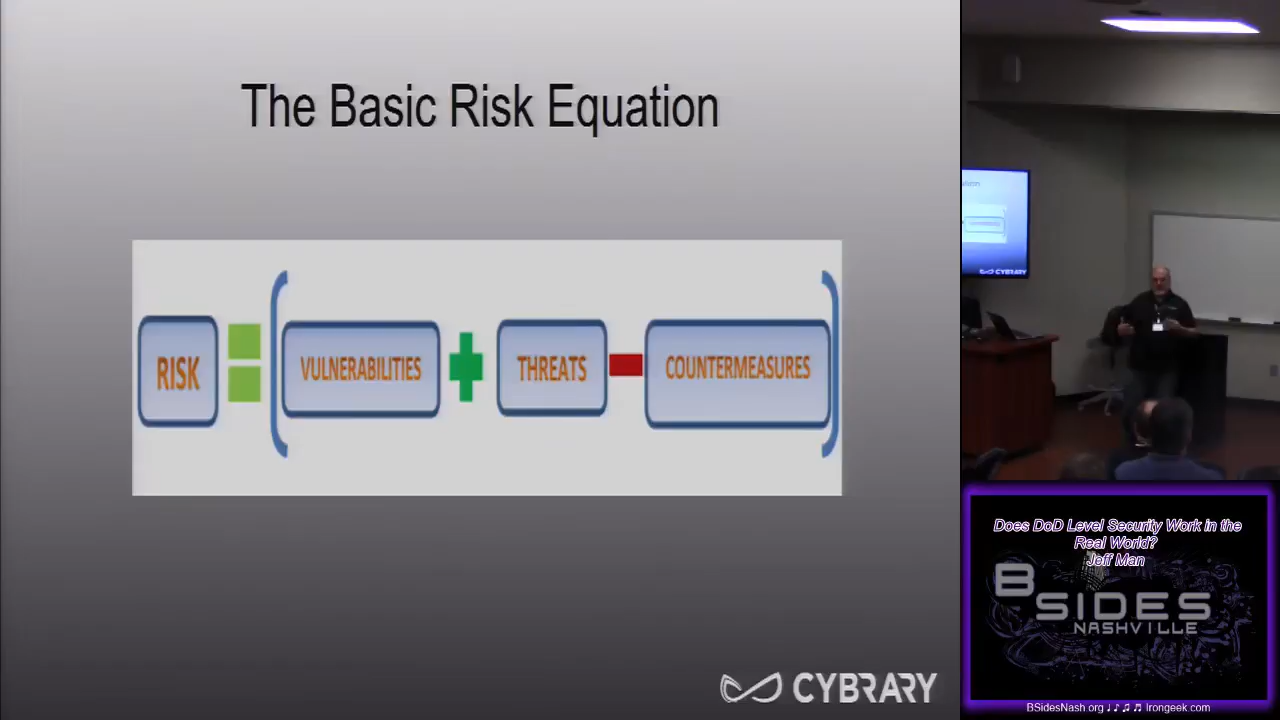 The Basic Risk Equation
RISK = ( VULNERABILITIES + THREATS - COUNTERMEASURES )
CYBRARY
CYBRARY
Does DoD Level Security Work in the
Real World?
Jeff Man
BSIDES
NASHVILLE
BSidesNash.org ♩♪♫♬ Irongeek.com